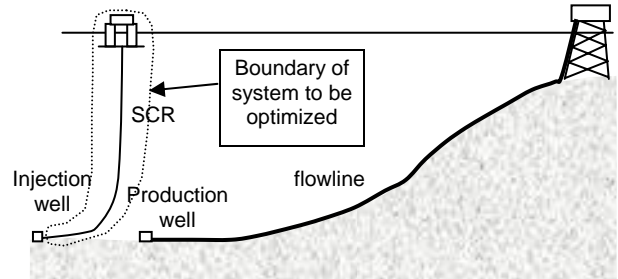 Boundary of
system to be
optimized
SCR
Injection
well
Production
well
flowline